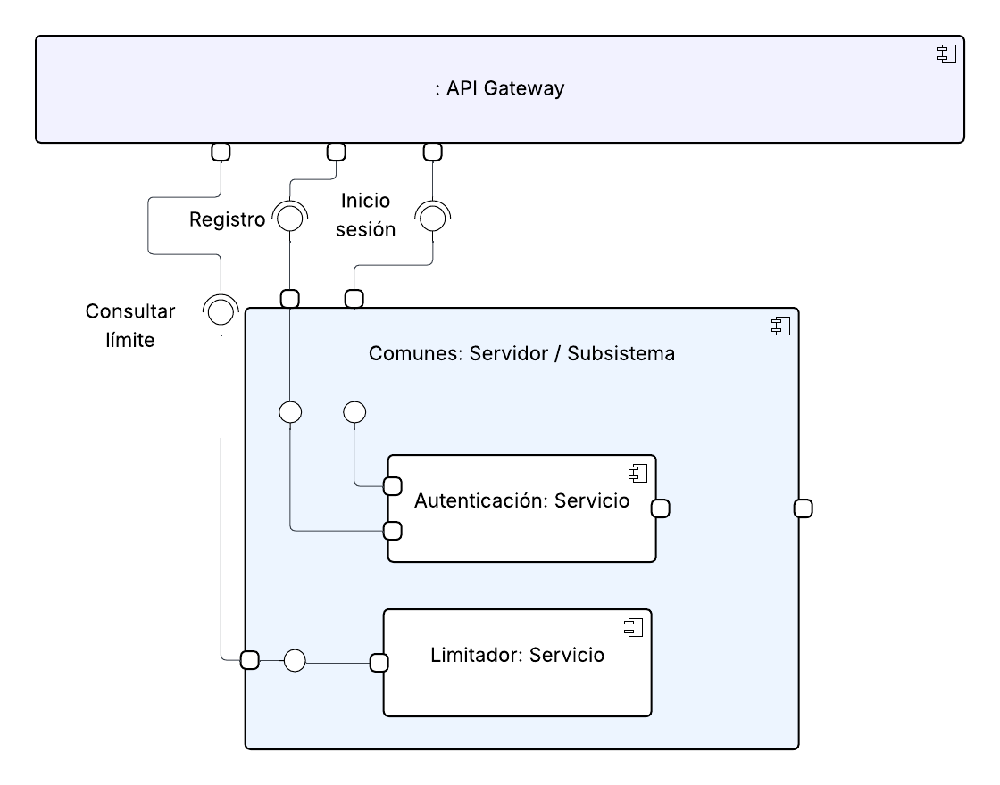 : API Gateway
Registro
Inicio
sesión
Consultar
límite
Comunes: Servidor / Subsistema
Autenticación: Servicio
Limitador: Servicio